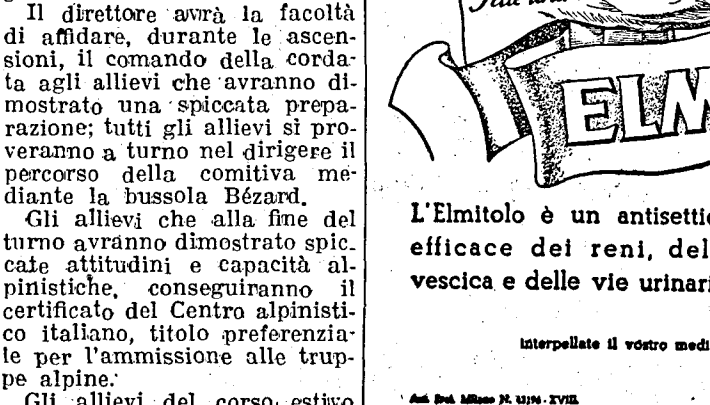 Il direttore avrà la facoltà
di affidare, durante le ascen-
sioni, il comando della corda-
ta agli allievi che avranno di-
mostrato una spiccata prepa-
razione; tutti gli allievi si pro-
veranno a turno nel dirigere il
percorso della comitiva me-
diante la bussola Bézard.
Gli allievi che alla fine del
turno avranno dimostrato spic-
cate attitudini e capacità al-
pinistiche, conseguiranno il
certificato del Centro alpinisti-
co italiano, titolo preferenzia-
le per l'ammissione alle trup-
pe alpine.
Gli allievi del corso estivo
ELM
L'Elmitolo è un antisettic
efficace dei reni, del
vescica e delle vie urinari
Interpellate il vostro medi
Aut. Pref. Milano N. - XVIII.